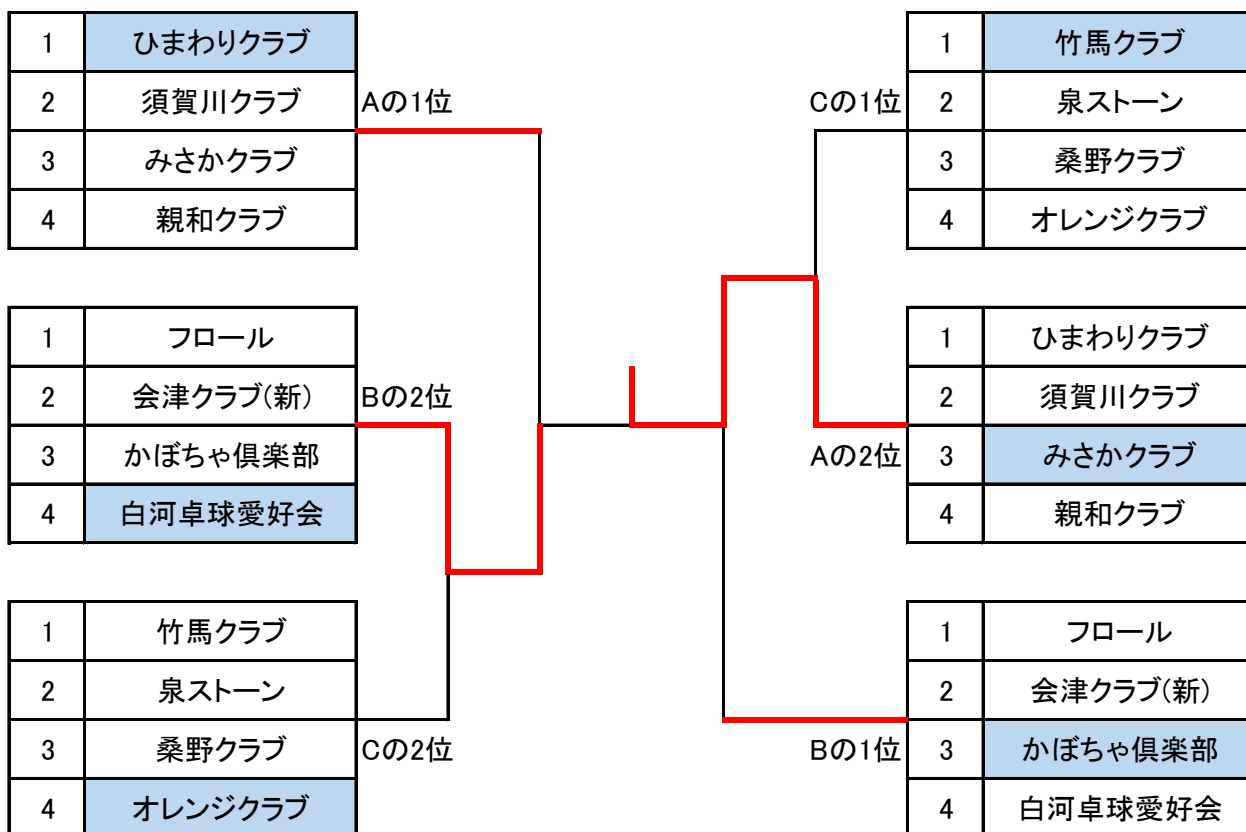 1 ひまわりクラブ
2 須賀川クラブ
3 みさかクラブ
4 親和クラブ
Aの1位
1 フロール
2 会津クラブ(新)
3 かぼちゃ倶楽部
4 白河卓球愛好会
Bの2位
1 竹馬クラブ
2 泉ストーン
3 桑野クラブ
4 オレンジクラブ
Cの2位
Cの1位
1 竹馬クラブ
2 泉ストーン
3 桑野クラブ
4 オレンジクラブ
Aの2位
1 ひまわりクラブ
2 須賀川クラブ
3 みさかクラブ
4 親和クラブ
Bの1位
1 フロール
2 会津クラブ(新)
3 かぼちゃ倶楽部
4 白河卓球愛好会